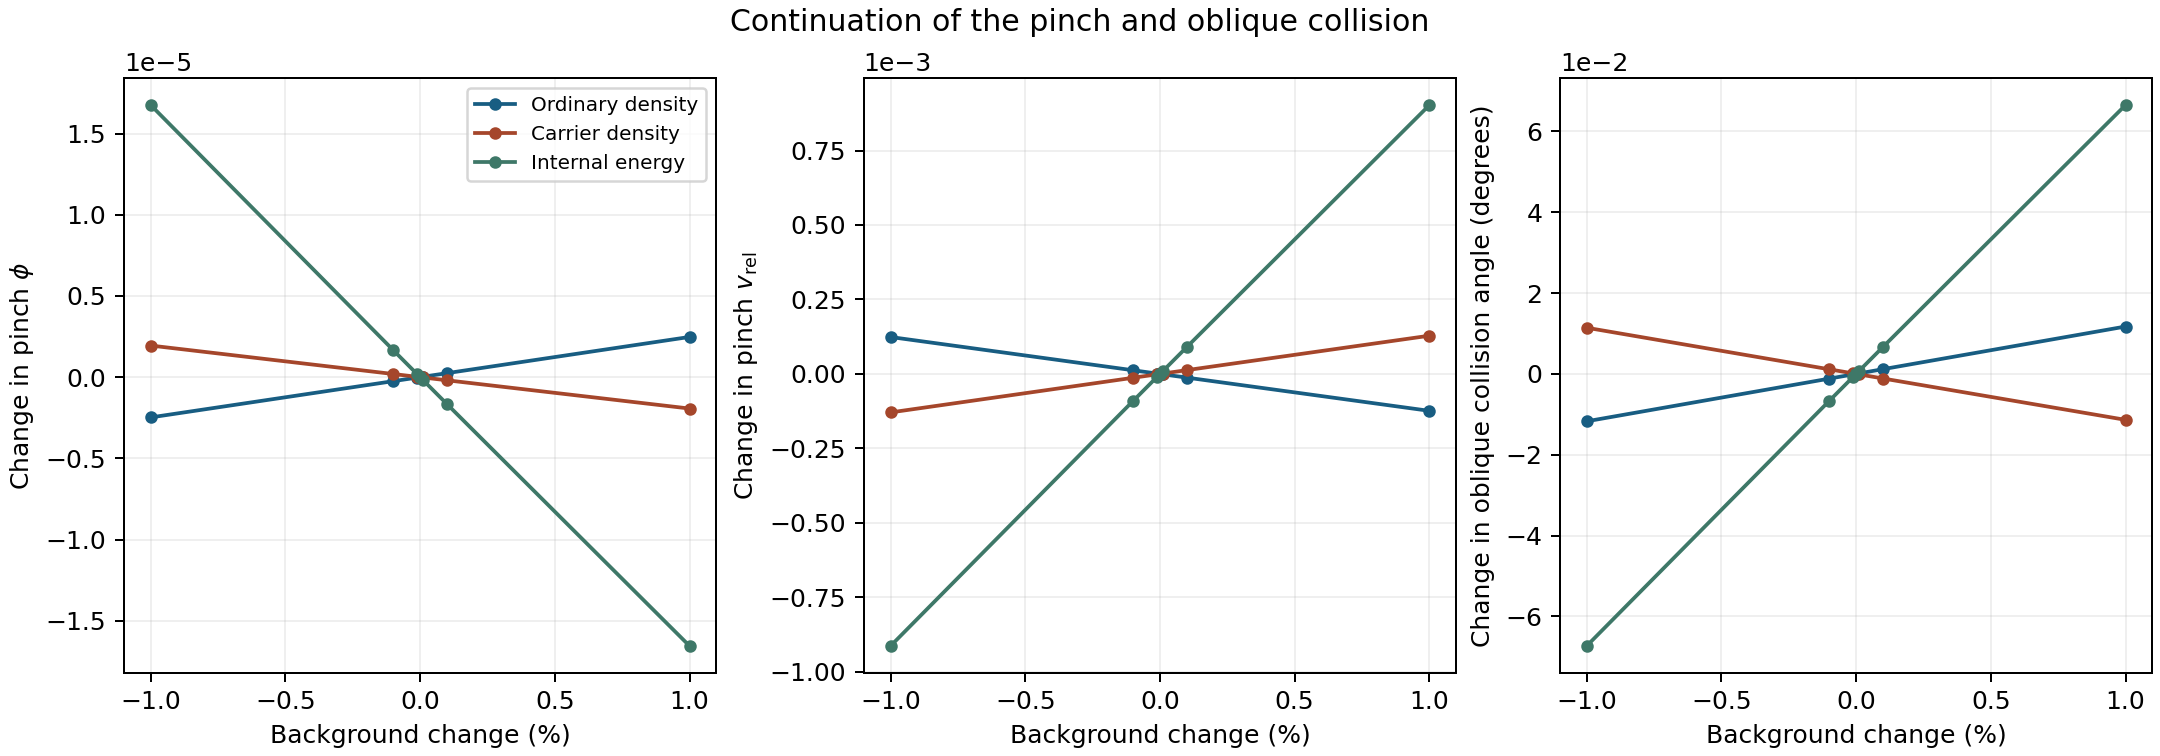 Continuation of the pinch and oblique collision
1e−5
1.5
1.0
0.5
0.0
−0.5
−1.0
−1.5
Change in pinch ϕ
Ordinary density
Carrier density
Internal energy
−1.0 −0.5 0.0 0.5 1.0
Background change (%)
1e−3
0.75
0.50
0.25
0.00
−0.25
−0.50
−0.75
−1.00
Change in pinch v_rel
−1.0 −0.5 0.0 0.5 1.0
Background change (%)
1e−2
6
4
2
0
−2
−4
−6
Change in oblique collision angle (degrees)
−1.0 −0.5 0.0 0.5 1.0
Background change (%)